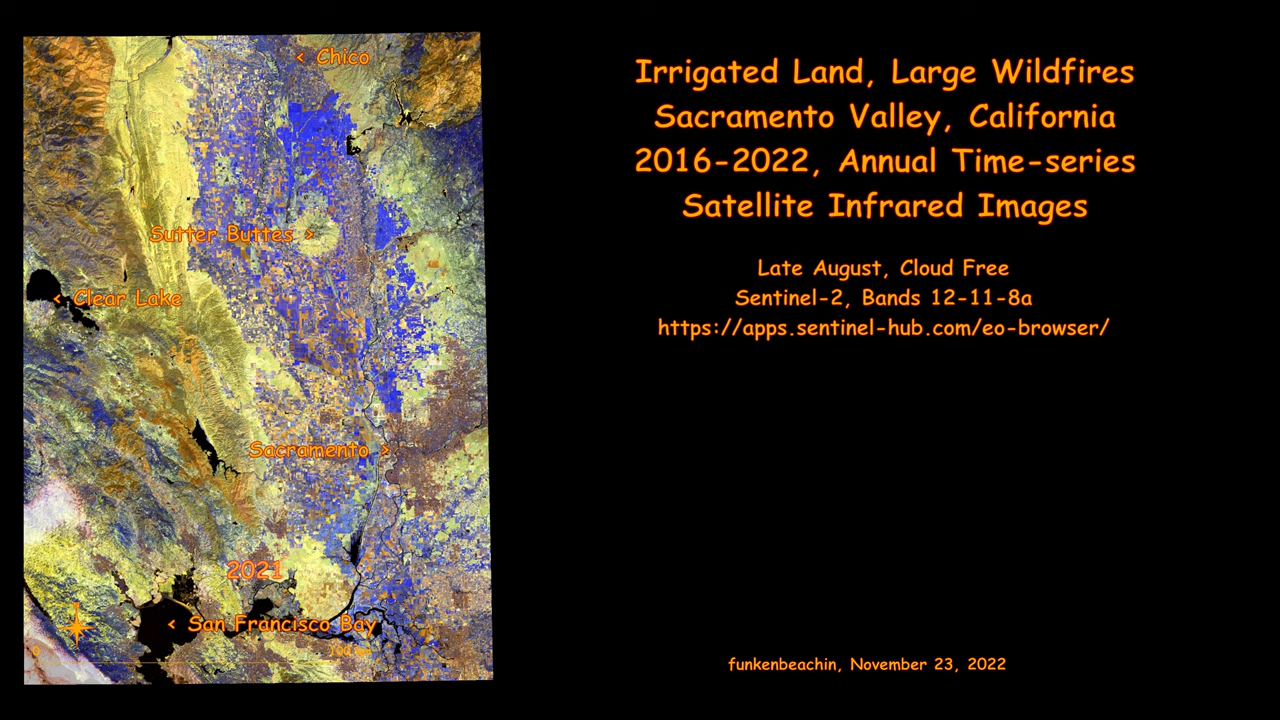 < Chico
Sutter Buttes >
< Clear Lake
Sacramento >
2021
< San Francisco Bay
0
Irrigated Land, Large Wildfires
Sacramento Valley, California
2016-2022, Annual Time-series
Satellite Infrared Images
Late August, Cloud Free
Sentinel-2, Bands 12-11-8a
https://apps.sentinel-hub.com/eo-browser/
funkenbeachin, November 23, 2022